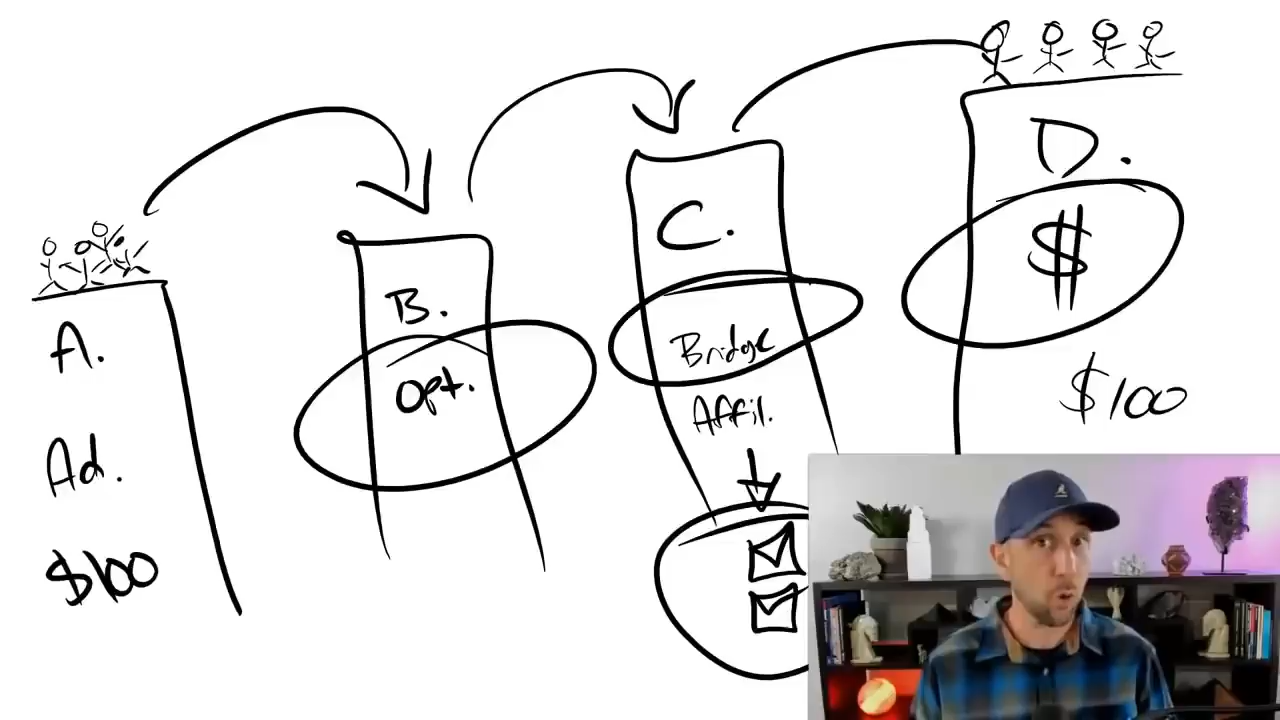 A.
Ad.
$100
B.
Opt.
C.
Bridge
Affil.
D.
$
$100